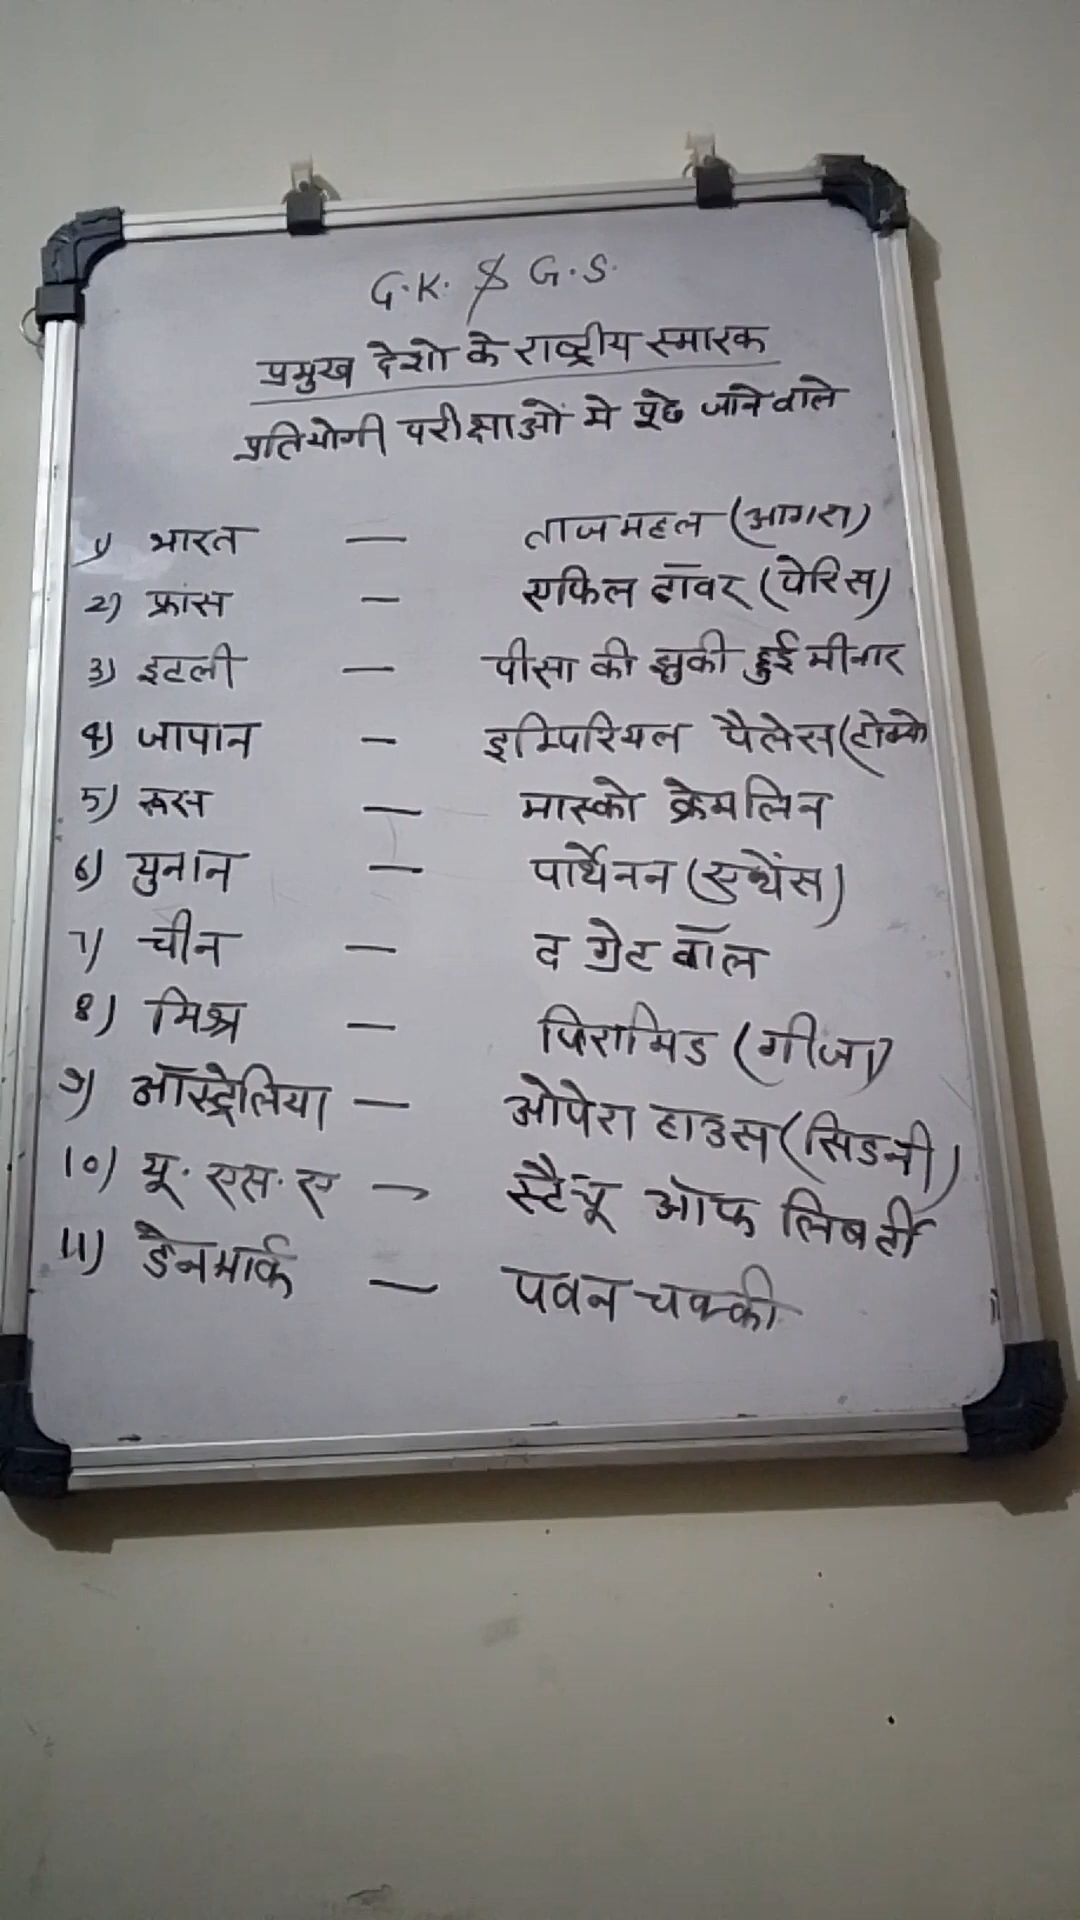 G.K. & G.S.
प्रमुख देशो के राष्ट्रीय स्मारक
प्रतियोगी परीक्षाओं मे पूछे जाने वाले
1) भारत — ताजमहल (आगरा)
2) फ्रांस — एफिल टॉवर (पेरिस)
3) इटली — पीसा की झुकी हुई मीनार
4) जापान — इम्पिरियल पैलेस (टोक्यो
5) रूस — मास्को क्रेमलिन
6) युनान — पार्थेनन (एथेंस)
7) चीन — द ग्रेट वॉल
8) मिश्र — पिरामिड (गीजा)
9) ऑस्ट्रेलिया — ओपेरा हाउस (सिडनी)
10) यू. एस. ए — स्टैचू ऑफ लिबर्टी
11) डेनमार्क — पवन चक्की